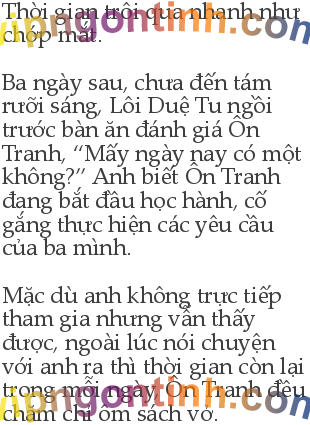 Thời gian trôi qua nhanh như
chớp mắt.
Ba ngày sau, chưa đến tám
rưỡi sáng, Lôi Duệ Tu ngồi
trước bàn ăn đánh giá Ôn
Tranh, “Mấy ngày nay có một
không?” Anh biết Ôn Tranh
đang bắt đầu học hành, cố
gắng thực hiện các yêu cầu
của ba mình.
Mặc dù anh không trực tiếp
tham gia nhưng vẫn thấy
được, ngoài lúc nói chuyện
với anh ra thì thời gian còn lại
trong mỗi ngày Ôn Tranh đều
chăm chỉ ôm sách vở.
vipngontinh.com
vipngontinh.com